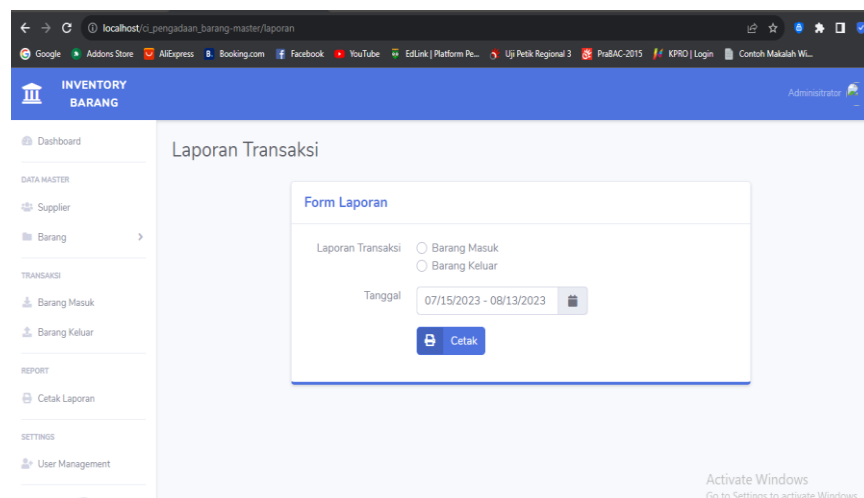 localhost/ci_pengadaan_barang-master/laporan
Google Addons Store AliExpress Booking.com Facebook YouTube EdLink | Platform Pe... Uji Petik Regional 3 PraBAC-2015 KPRO | Login Contoh Makalah Wi...
INVENTORY
BARANG
Adminisitrator
Dashboard
Laporan Transaksi
DATA MASTER
Supplier
Barang
TRANSAKSI
Barang Masuk
Barang Keluar
REPORT
Cetak Laporan
SETTINGS
User Management
Form Laporan
Laporan Transaksi
Barang Masuk
Barang Keluar
Tanggal
07/15/2023 - 08/13/2023
Cetak
Activate Windows
Go to Settings to activate Windows.